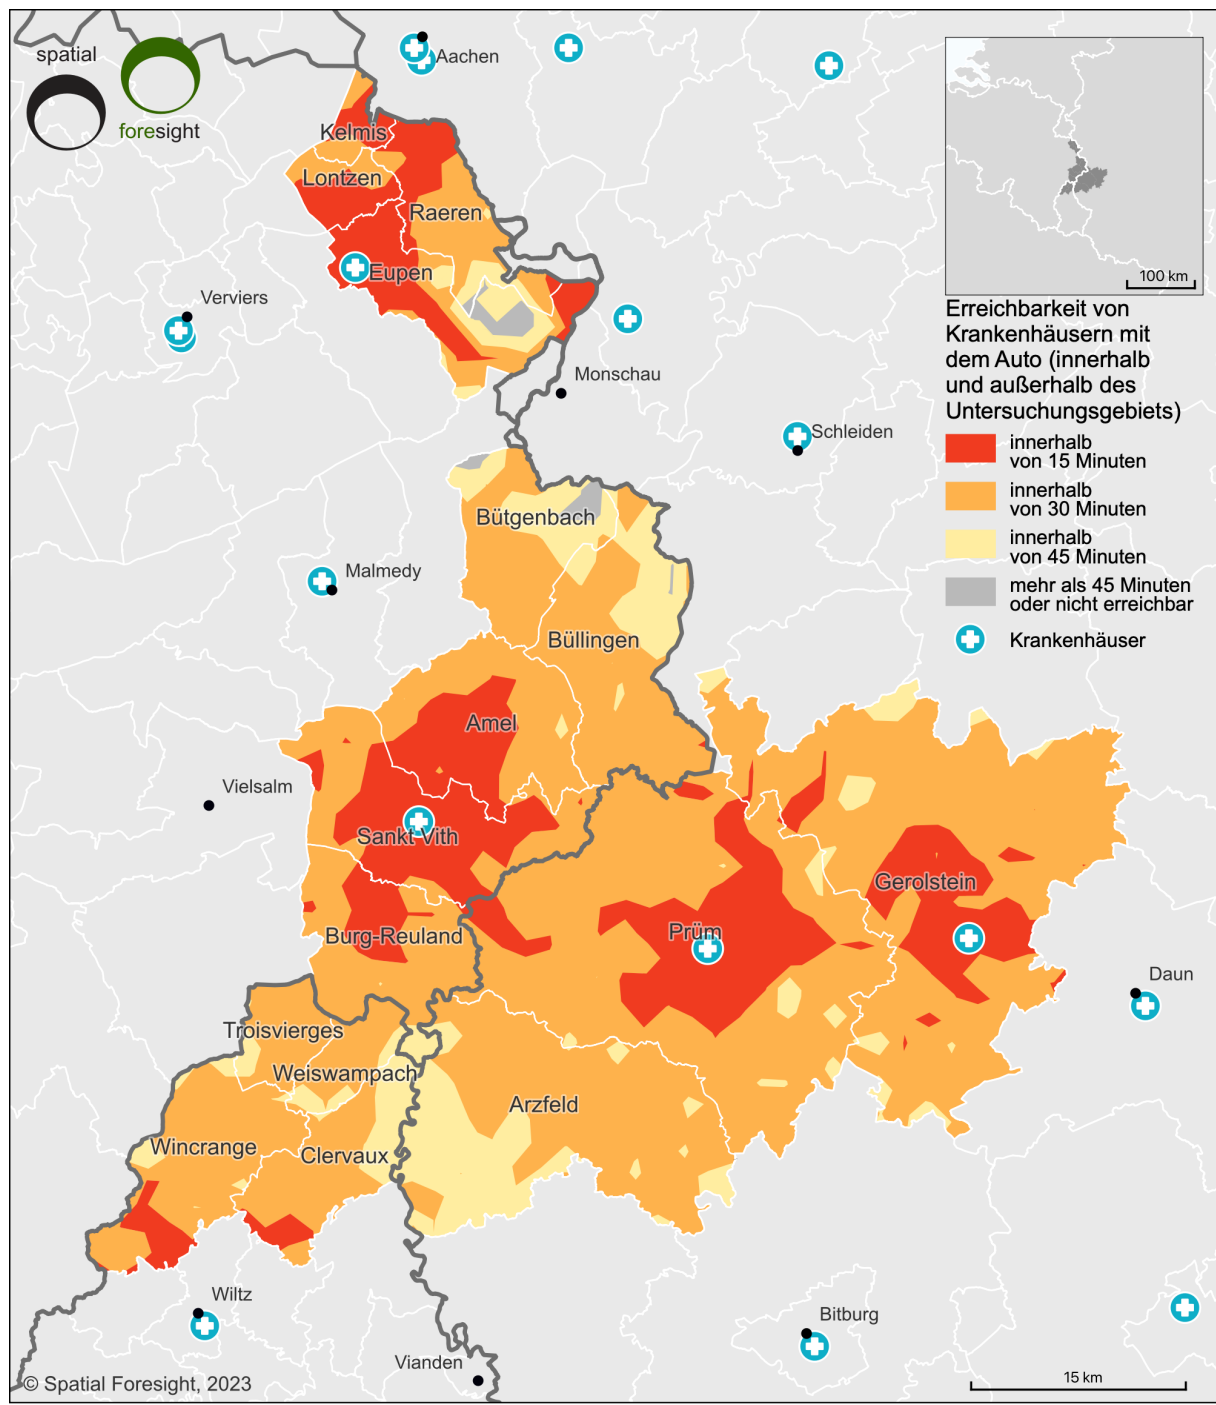 spatial
foresight
Aachen
Kelmis
Lontzen
Raeren
Eupen
Verviers
Monschau
Schleiden
Bütgenbach
Malmedy
Büllingen
Amel
Vielsalm
Sankt Vith
Gerolstein
Prüm
Burg-Reuland
Daun
Troisvierges
Weiswampach
Arzfeld
Wincrange
Clervaux
Wiltz
Bitburg
Vianden
100 km
Erreichbarkeit von
Krankenhäusern mit
dem Auto (innerhalb
und außerhalb des
Untersuchungsgebiets)
innerhalb
von 15 Minuten
innerhalb
von 30 Minuten
innerhalb
von 45 Minuten
mehr als 45 Minuten
oder nicht erreichbar
Krankenhäuser
© Spatial Foresight, 2023
15 km